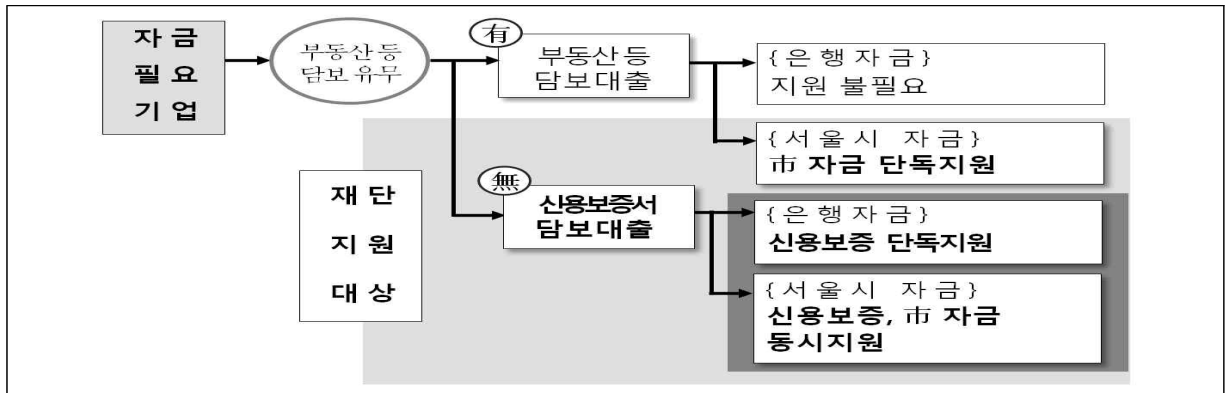 자 금
필 요
기 업
부동산 등
담보 유무
有
부동산 등
담보대출
{은행자금}
지원 불필요
{서울시 자금}
市 자금 단독지원
재 단
지 원
대 상
無
신용보증서
담보대출
{은행자금}
신용보증 단독지원
{서울시 자금}
신용보증, 市 자금
동시지원